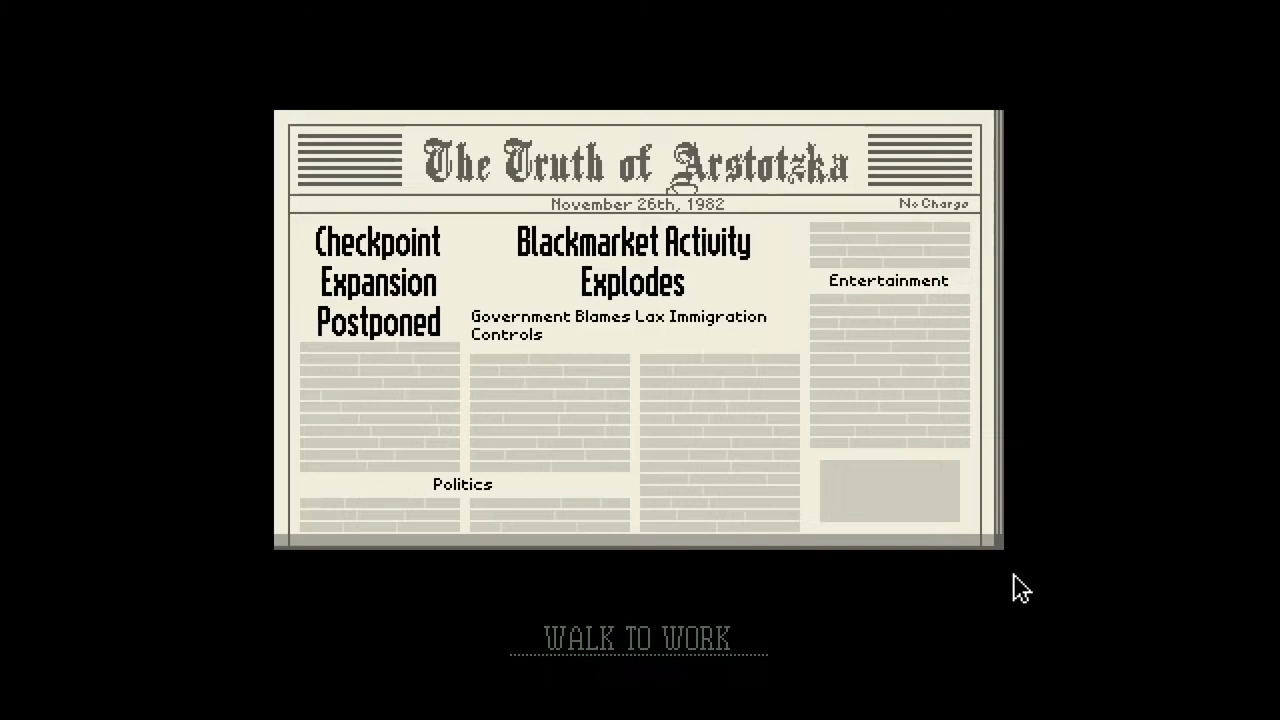 The Truth of Arstotzka
November 26th, 1982
No Charge
Checkpoint
Expansion
Postponed
Blackmarket Activity
Explodes
Government Blames Lax Immigration
Controls
Entertainment
Politics
WALK TO WORK